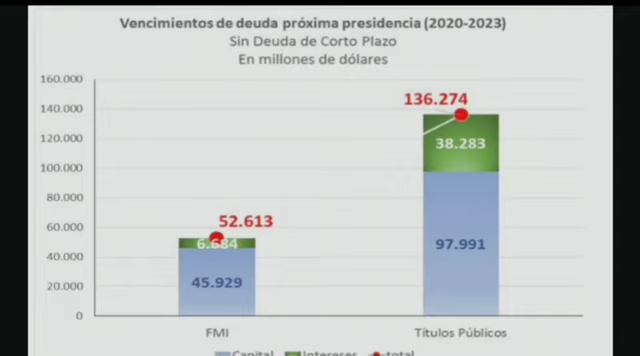 Vencimientos de deuda próxima presidencia (2020-2023)
Sin Deuda de Corto Plazo
En millones de dólares
160.000
140.000
120.000
100.000
80.000
60.000
40.000
20.000
0
52.613
6.684
45.929
136.274
38.283
97.991
FMI
Títulos Públicos
Capital
Intereses
total